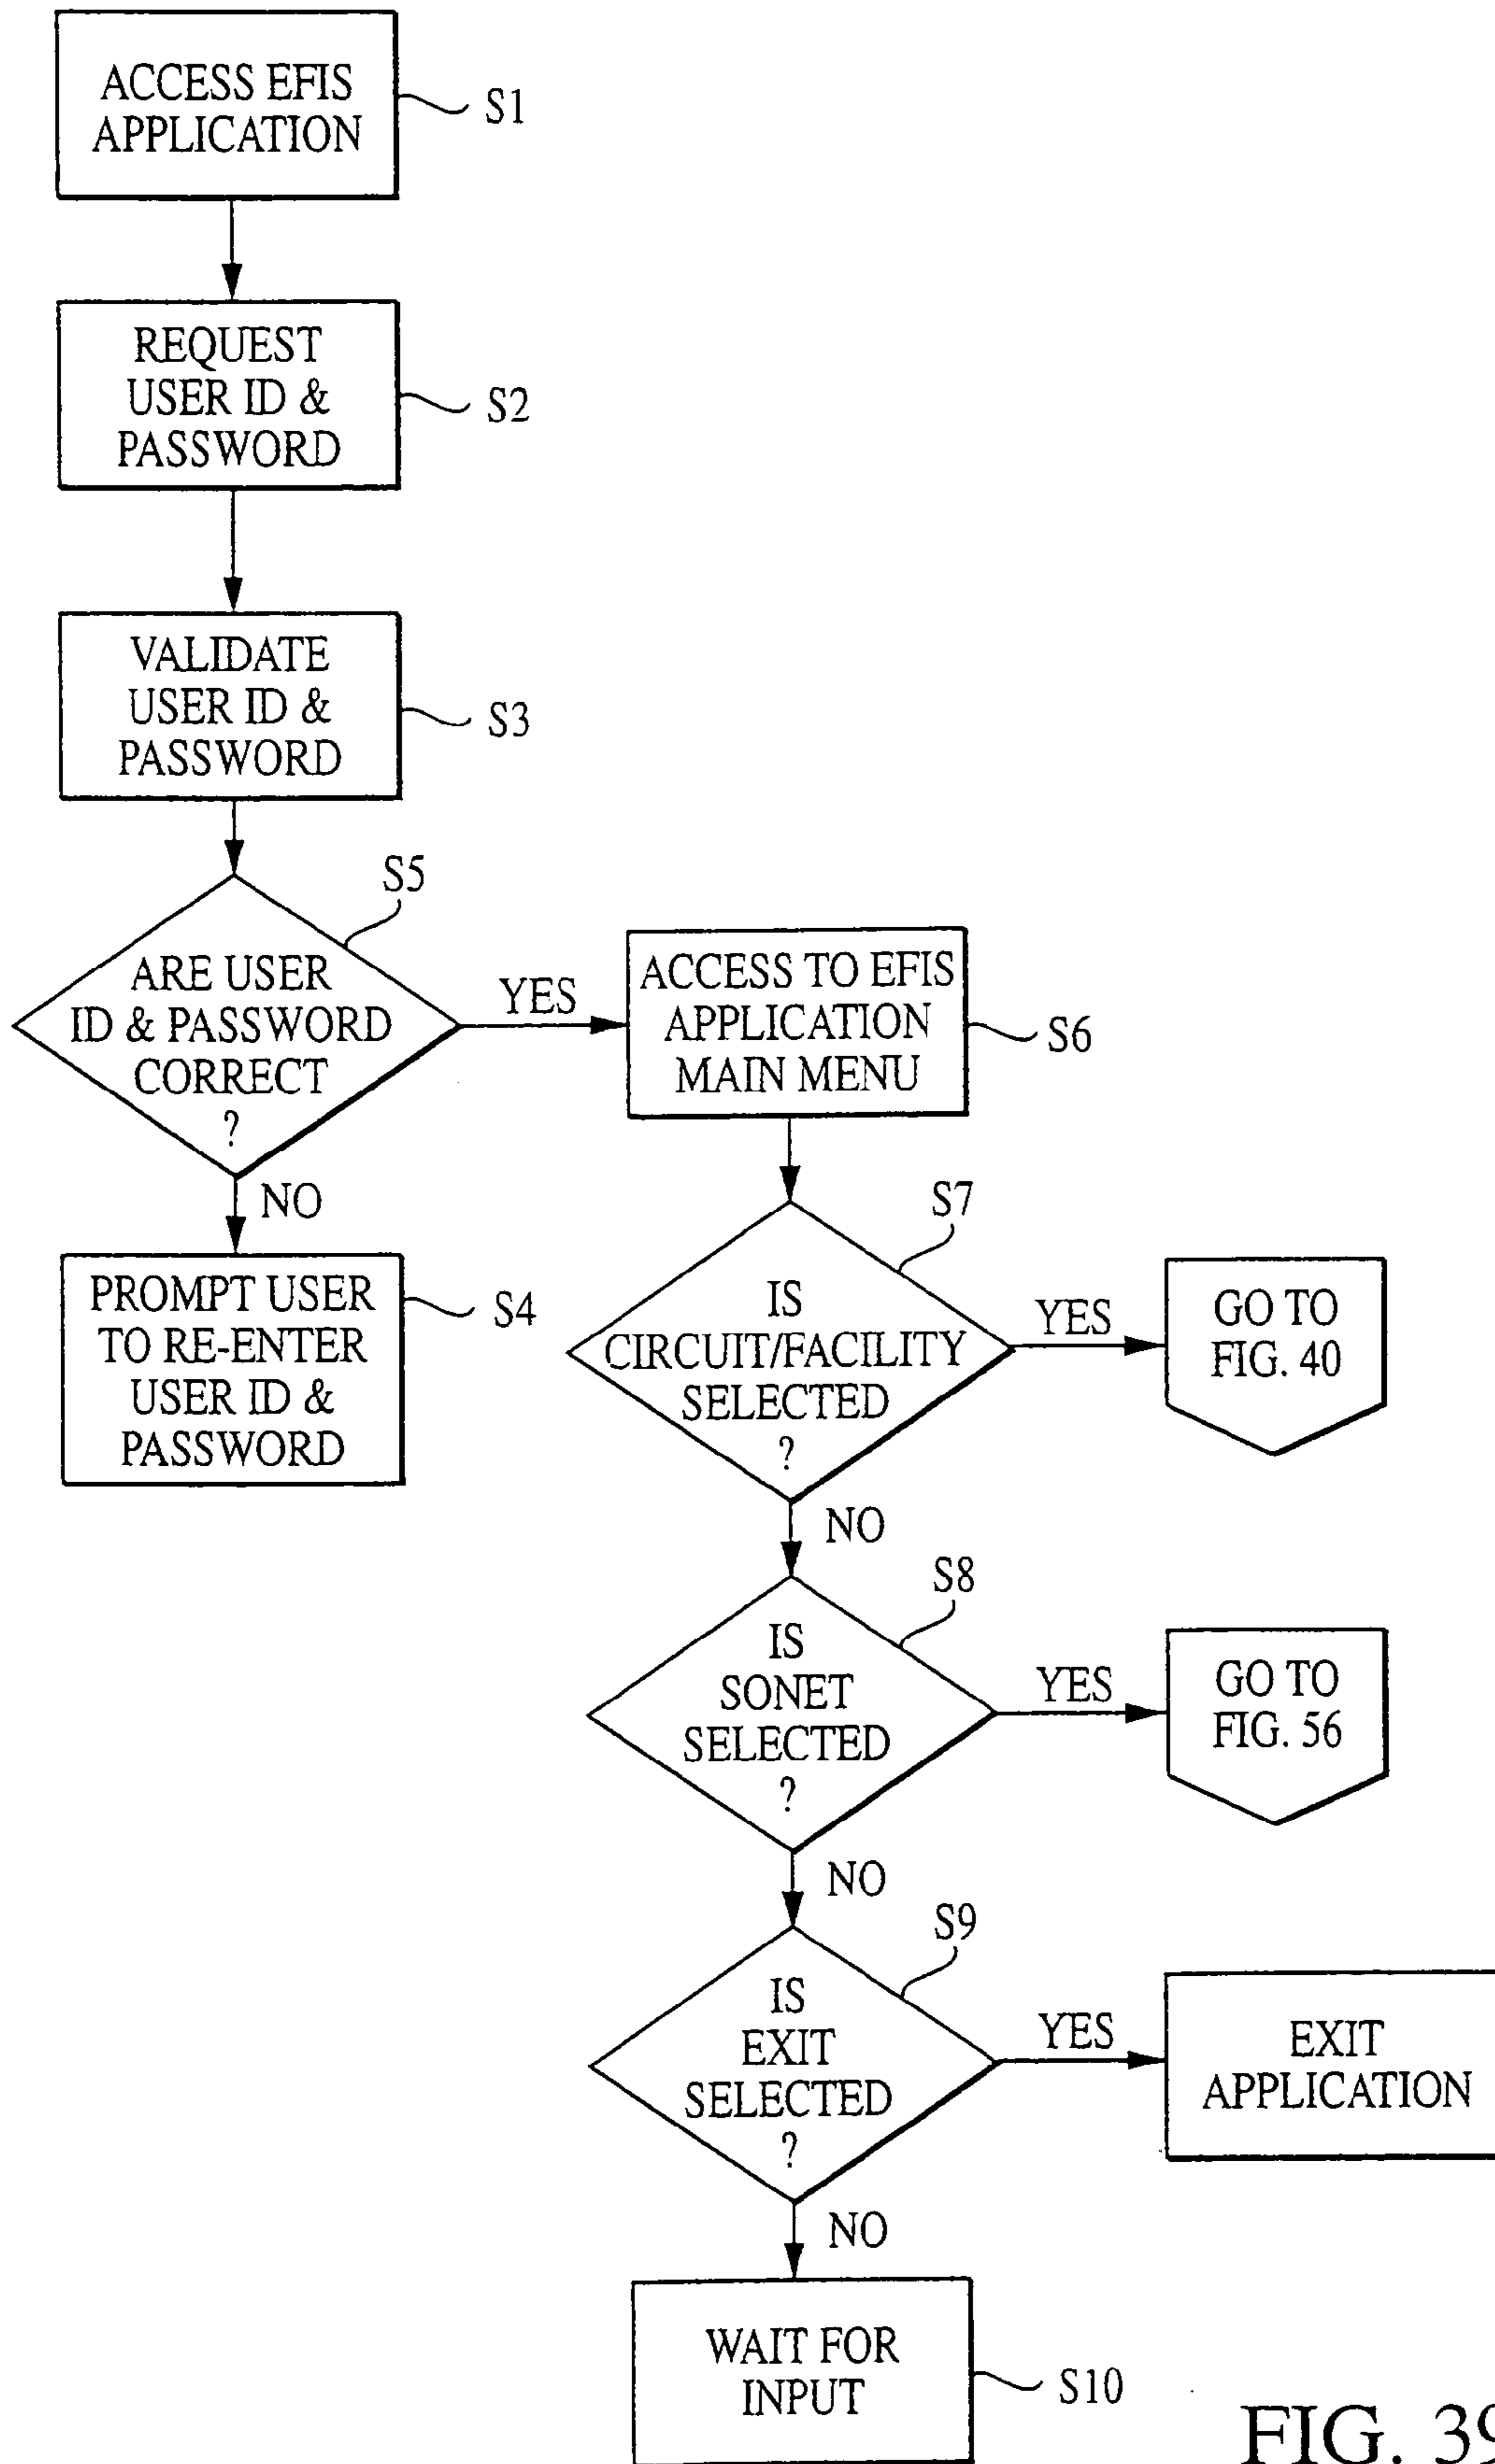 ACCESS EFIS
APPLICATION
S1
REQUEST
USER ID &
PASSWORD
S2
VALIDATE
USER ID &
PASSWORD
S3
S5
ARE USER
ID & PASSWORD
CORRECT
?
YES
NO
PROMPT USER
TO RE-ENTER
USER ID &
PASSWORD
S4
ACCESS TO EFIS
APPLICATION
MAIN MENU
S6
S7
IS
CIRCUIT/FACILITY
SELECTED
?
YES
GO TO
FIG. 40
NO
S8
IS
SONET
SELECTED
?
YES
GO TO
FIG. 56
NO
S9
IS
EXIT
SELECTED
?
YES
EXIT
APPLICATION
NO
WAIT FOR
INPUT
S10
FIG. 39